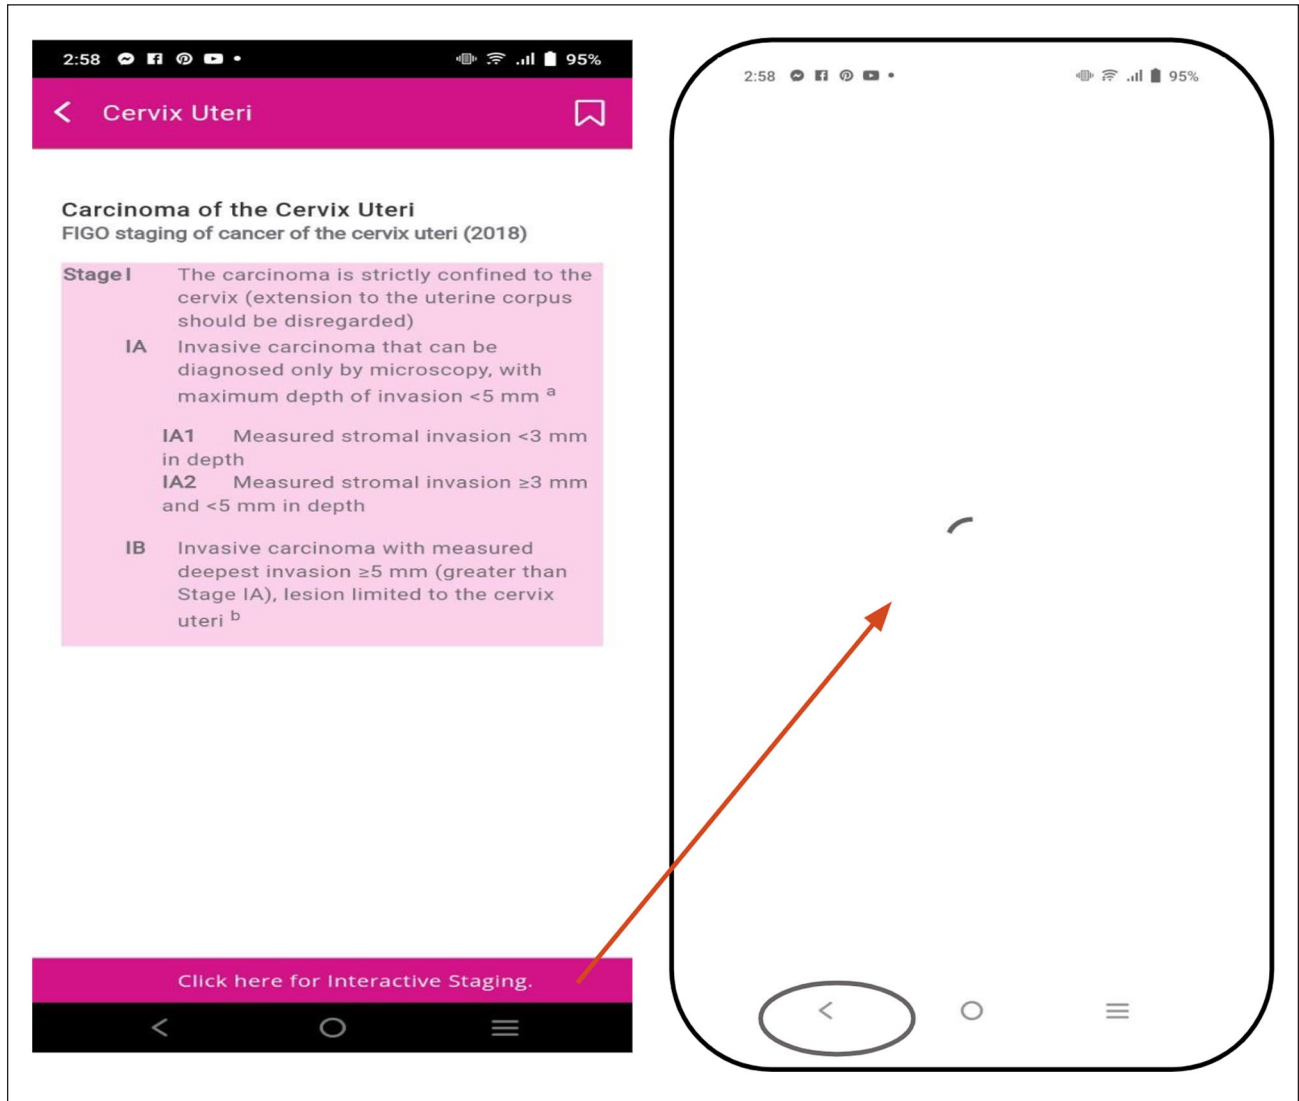 2:58
95%
Cervix Uteri
Carcinoma of the Cervix Uteri
FIGO staging of cancer of the cervix uteri (2018)
Stage I The carcinoma is strictly confined to the
cervix (extension to the uterine corpus
should be disregarded)
IA Invasive carcinoma that can be
diagnosed only by microscopy, with
maximum depth of invasion <5 mm a
IA1 Measured stromal invasion <3 mm
in depth
IA2 Measured stromal invasion ≥3 mm
and <5 mm in depth
IB Invasive carcinoma with measured
deepest invasion ≥5 mm (greater than
Stage IA), lesion limited to the cervix
uteri b
Click here for Interactive Staging.
2:58
95%